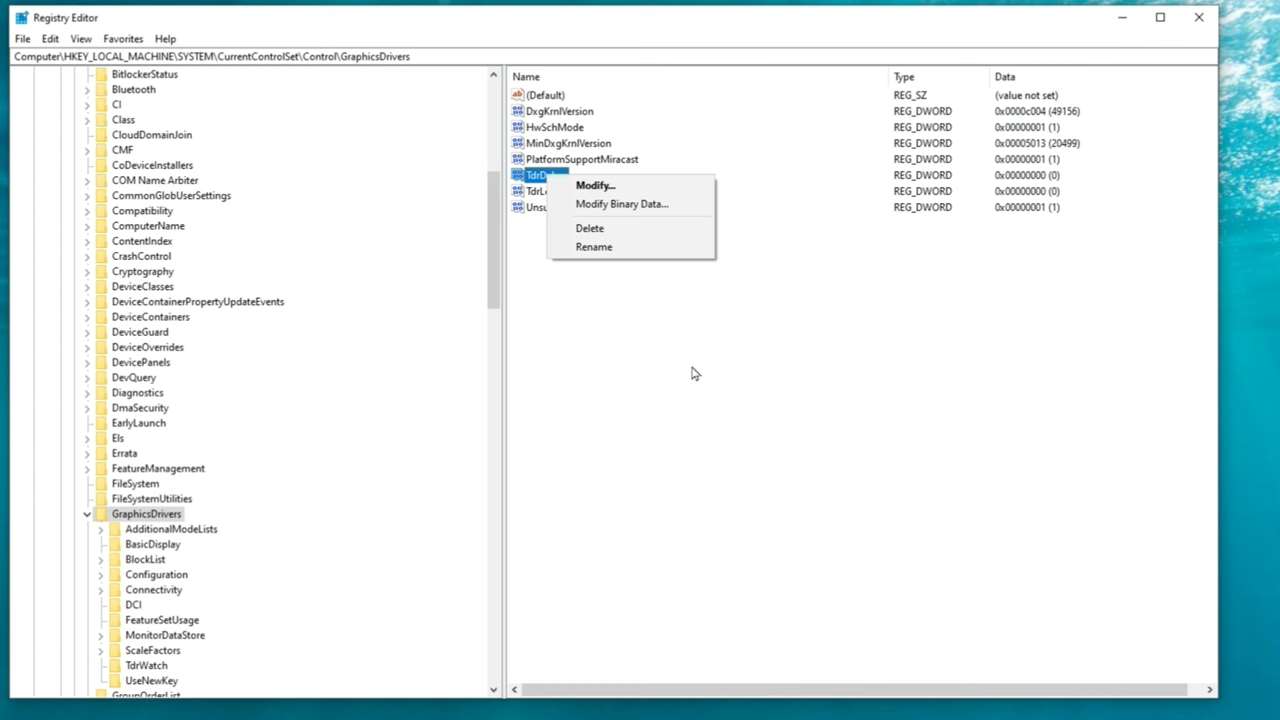 Registry Editor
File Edit View Favorites Help
Computer\HKEY_LOCAL_MACHINE\SYSTEM\CurrentControlSet\Control\GraphicsDrivers
BitlockerStatus
Bluetooth
CI
Class
CloudDomainJoin
CMF
CoDeviceInstallers
COM Name Arbiter
CommonGlobUserSettings
Compatibility
ComputerName
ContentIndex
CrashControl
Cryptography
DeviceClasses
DeviceContainerPropertyUpdateEvents
DeviceContainers
DeviceGuard
DeviceOverrides
DevicePanels
DevQuery
Diagnostics
DmaSecurity
EarlyLaunch
Els
Errata
FeatureManagement
FileSystem
FileSystemUtilities
GraphicsDrivers
AdditionalModeLists
BasicDisplay
BlockList
Configuration
Connectivity
DCI
FeatureSetUsage
MonitorDataStore
ScaleFactors
TdrWatch
UseNewKey
GroupOrderList
Name Type Data
(Default) REG_SZ (value not set)
DxgKrnlVersion REG_DWORD 0x0000c004 (49156)
HwSchMode REG_DWORD 0x00000001 (1)
MinDxgKrnlVersion REG_DWORD 0x00005013 (20499)
PlatformSupportMiracast REG_DWORD 0x00000001 (1)
REG_DWORD 0x00000000 (0)
REG_DWORD 0x00000000 (0)
REG_DWORD 0x00000001 (1)
Modify...
Modify Binary Data...
Delete
Rename